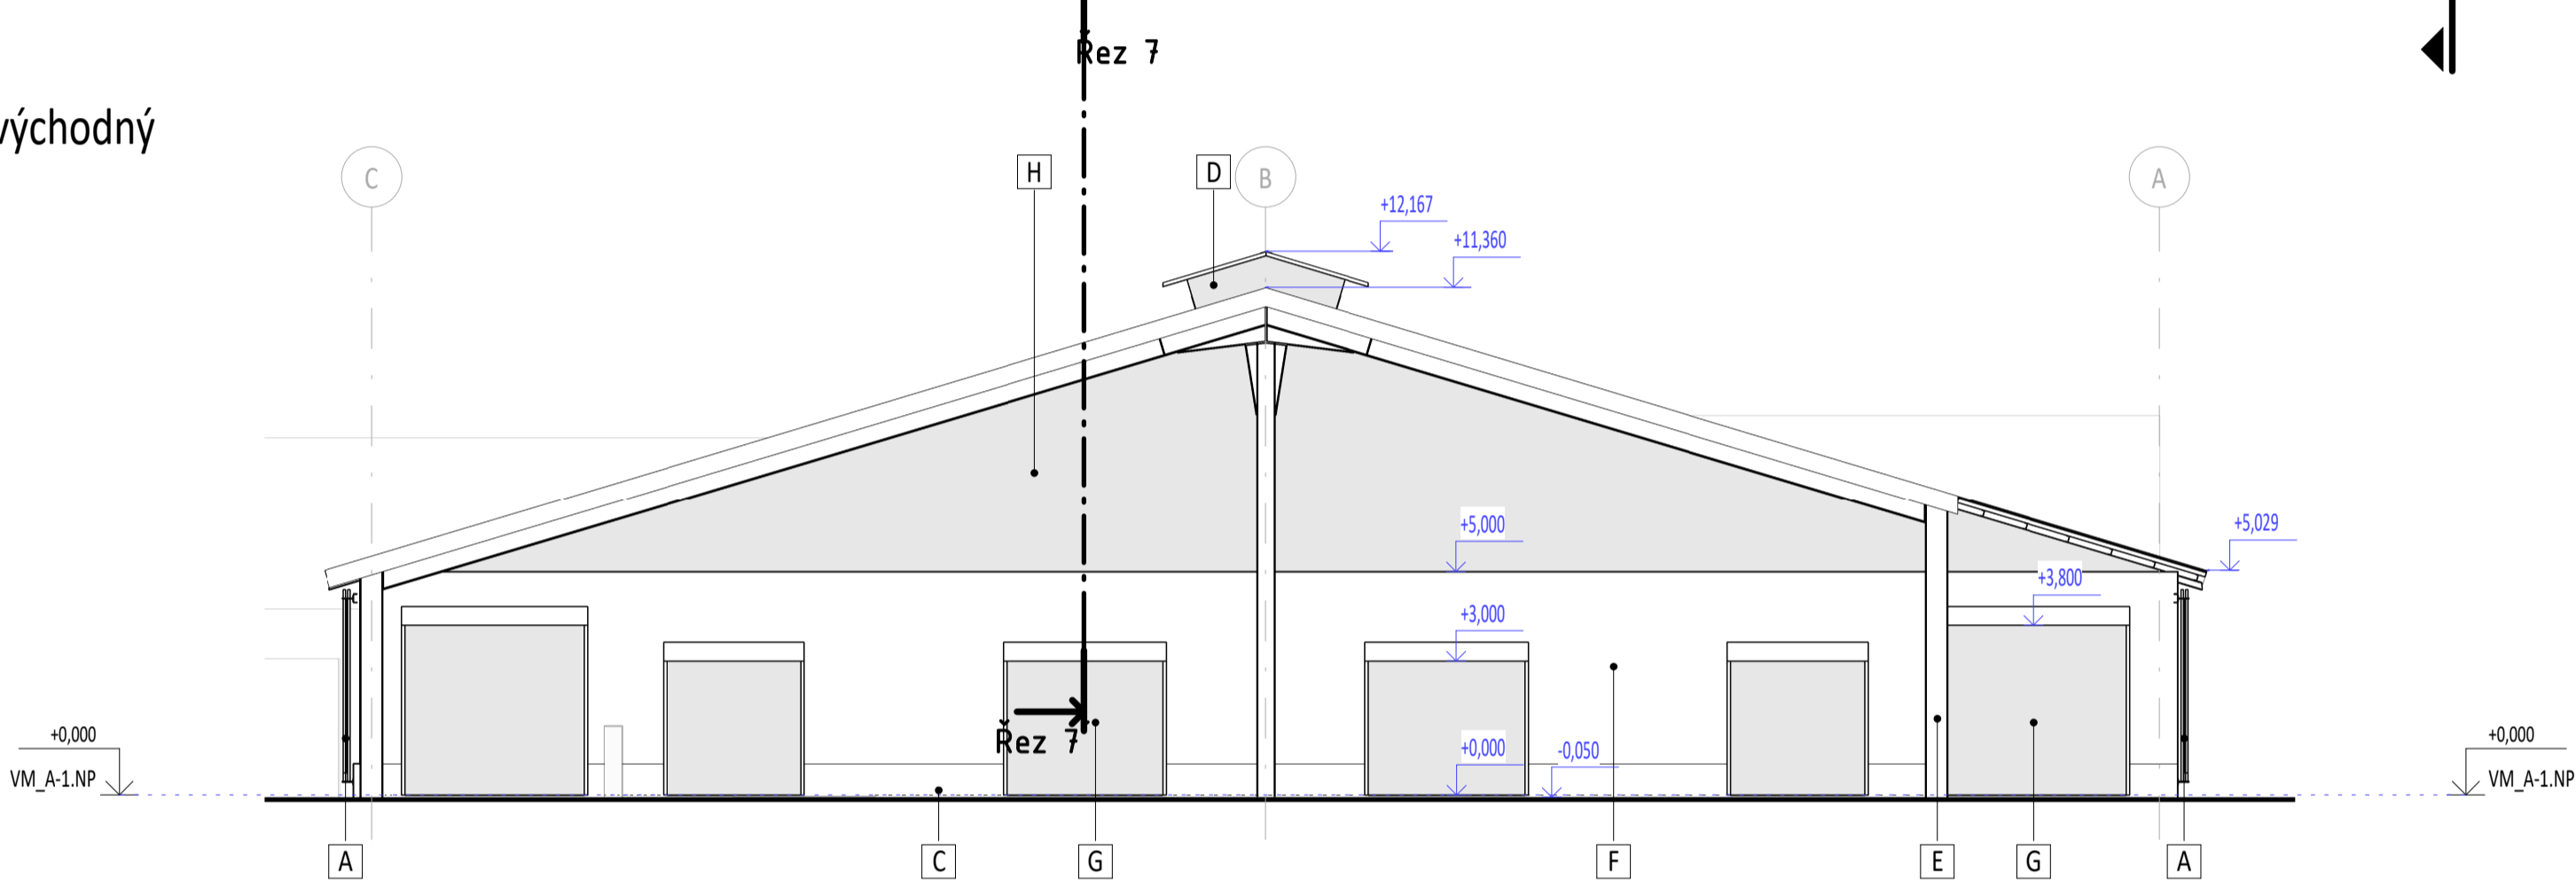 Řez 7
východný
C
H
D
B
A
+12,167
+11,360
+5,000
+5,029
+3,800
+3,000
+0,000
VM_A-1.NP
Řez 7
+0,000
-0,050
+0,000
VM_A-1.NP
A
C
G
F
E
G
A